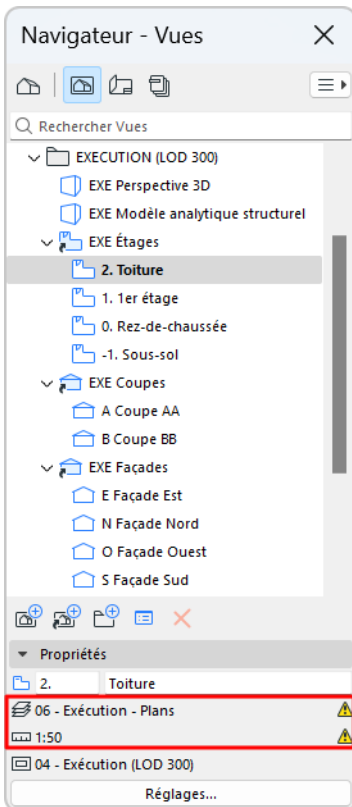 Navigateur - Vues
Rechercher Vues
EXECUTION (LOD 300)
EXE Perspective 3D
EXE Modèle analytique structurel
EXE Étages
2. Toiture
1. 1er étage
0. Rez-de-chaussée
-1. Sous-sol
EXE Coupes
A Coupe AA
B Coupe BB
EXE Façades
E Façade Est
N Façade Nord
O Façade Ouest
S Façade Sud
Propriétés
2. Toiture
06 - Exécution - Plans
1:50
04 - Exécution (LOD 300)
Réglages...